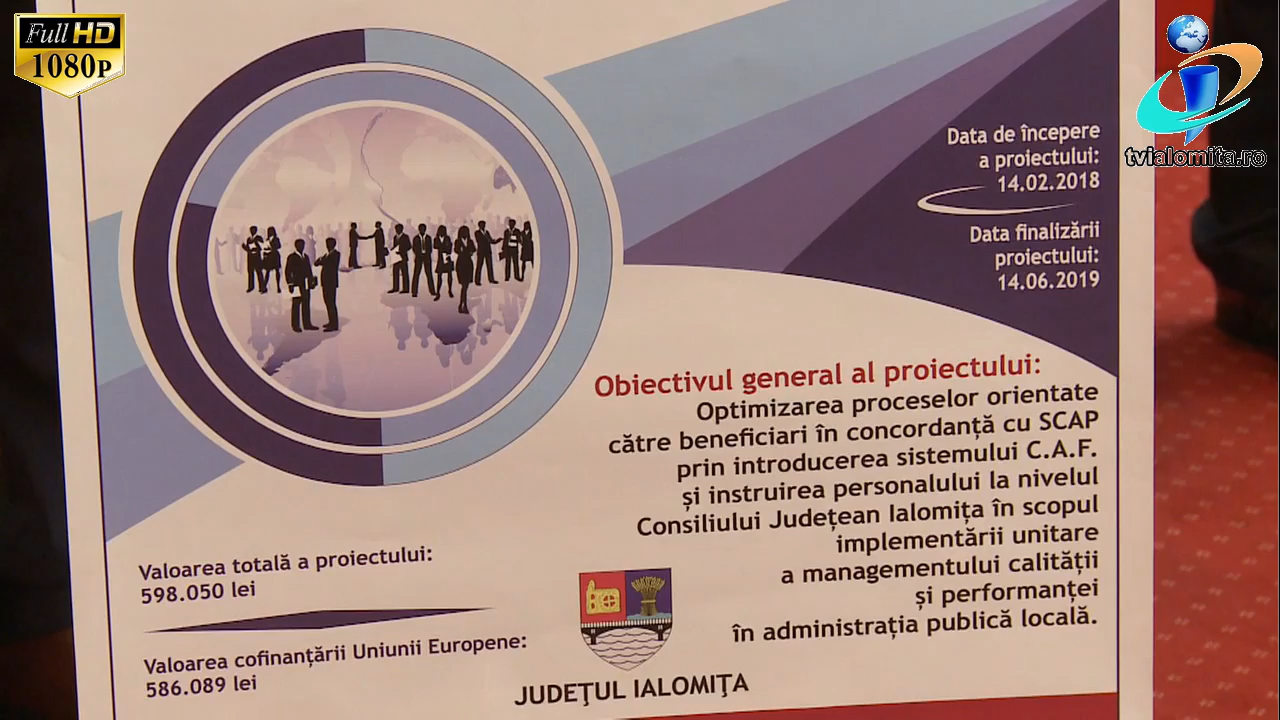 Full HD
1080P
tvialomita.ro
Data de începere
a proiectului:
14.02.2018
Data finalizării
proiectului:
14.06.2019
Obiectivul general al proiectului:
Optimizarea proceselor orientate
către beneficiari în concordanță cu SCAP
prin introducerea sistemului C.A.F.
și instruirea personalului la nivelul
Consiliului Județean Ialomița în scopul
implementării unitare
a managementului calității
și performanței
în administrația publică locală.
Valoarea totală a proiectului:
598.050 lei
Valoarea cofinanțării Uniunii Europene:
586.089 lei
JUDEŢUL IALOMIŢA